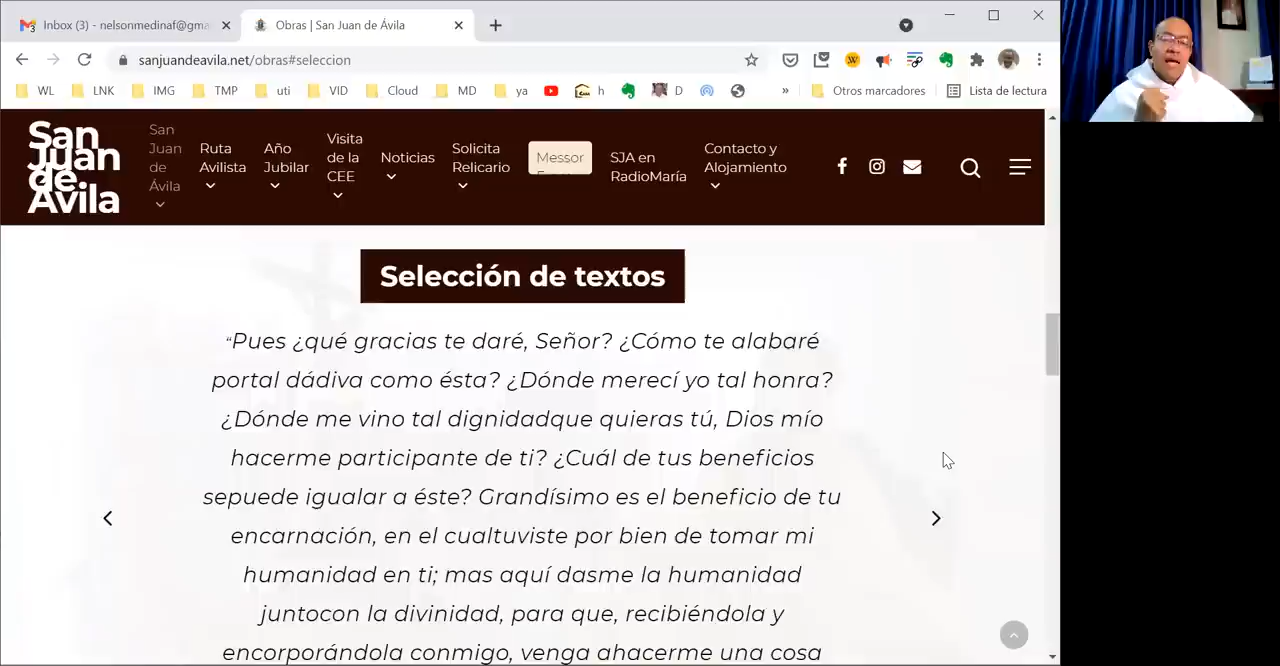 Inbox (3) - nelsonmedinaf@gma
Obras | San Juan de Ávila
sanjuandeavila.net/obras#seleccion
WL
LNK
IMG
TMP
uti
VID
Cloud
MD
ya
h
D
»
Otros marcadores
Lista de lectura
San
Juan
de
Ávila
San
Juan
de
Ávila
Ruta
Avilista
Año
Jubilar
Visita
de la
CEE
Noticias
Solicita
Relicario
Messor
SJA en
RadioMaría
Contacto y
Alojamiento
Selección de textos
“Pues ¿qué gracias te daré, Señor? ¿Cómo te alabaré
portal dádiva como ésta? ¿Dónde merecí yo tal honra?
¿Dónde me vino tal dignidadque quieras tú, Dios mío
hacerme participante de ti? ¿Cuál de tus beneficios
sepuede igualar a éste? Grandísimo es el beneficio de tu
encarnación, en el cualtuviste por bien de tomar mi
humanidad en ti; mas aquí dasme la humanidad
juntocon la divinidad, para que, recibiéndola y
encorporándola conmigo, venga ahacerme una cosa